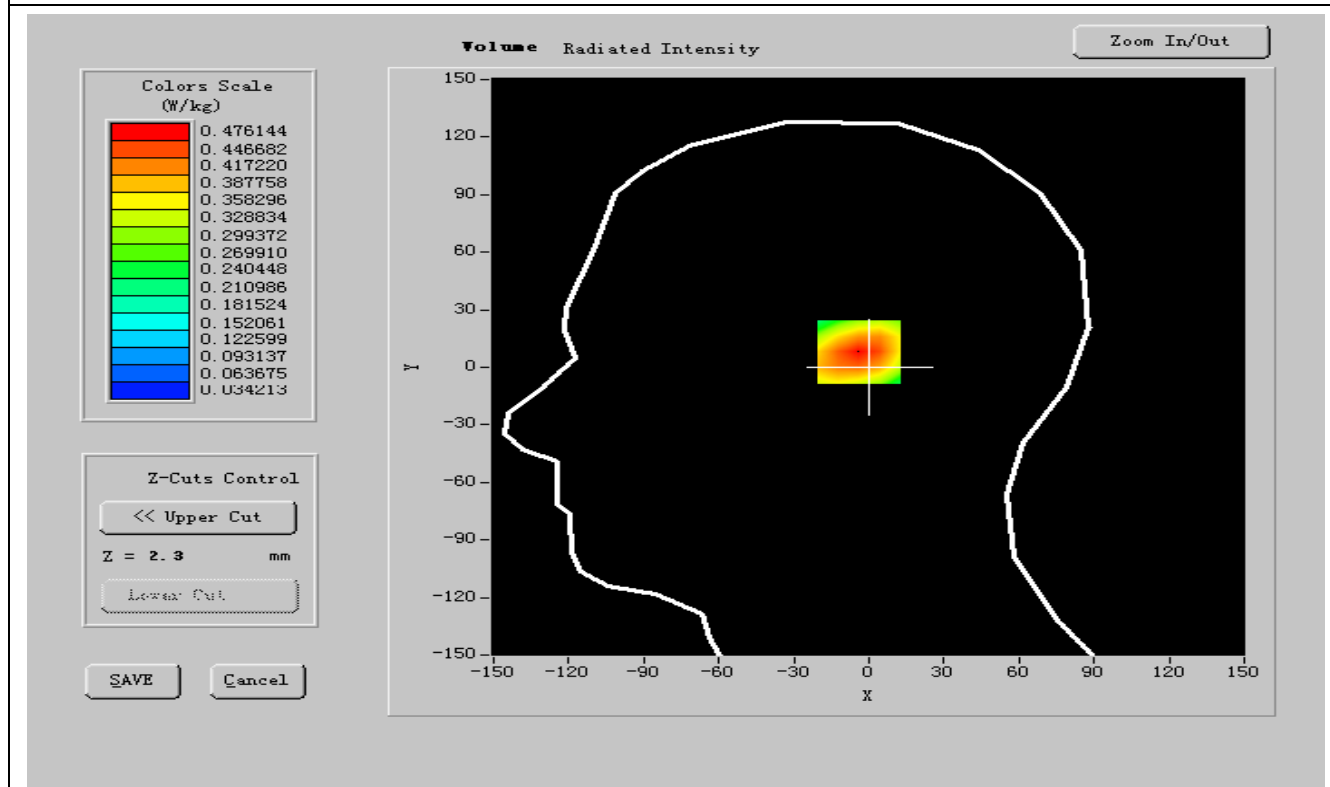 Volume Radiated Intensity
Zoom In/Out
Colors Scale
(W/kg)
0.476144
0.446682
0.417220
0.387758
0.358296
0.328834
0.299372
0.269910
0.240448
0.210986
0.181524
0.152061
0.122599
0.093137
0.063675
0.034213
Z-Cuts Control
<< Upper Cut
Z = 2.3 mm
Lower Cut
SAVE Cancel
150
120
90
60
30
0
-30
-60
-90
-120
-150
Y
-150 -120 -90 -60 -30 0 30 60 90 120 150
X